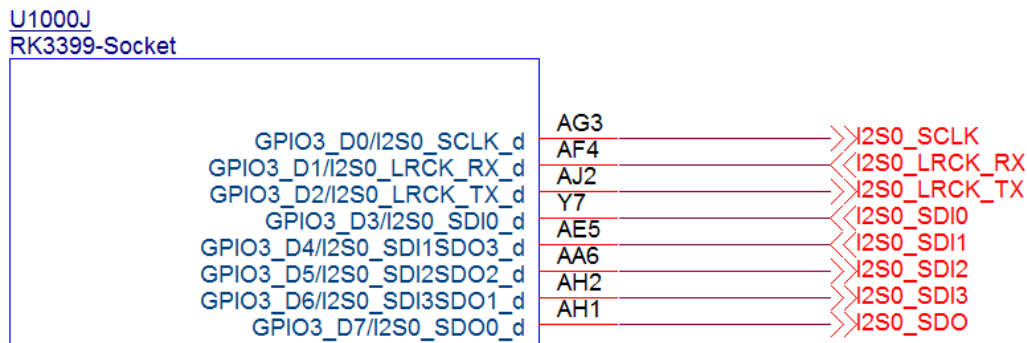 U1000J
RK3399-Socket
GPIO3_D0/I2S0_SCLK_d AG3 I2S0_SCLK
GPIO3_D1/I2S0_LRCK_RX_d AF4 I2S0_LRCK_RX
GPIO3_D2/I2S0_LRCK_TX_d AJ2 I2S0_LRCK_TX
GPIO3_D3/I2S0_SDI0_d Y7 I2S0_SDI0
GPIO3_D4/I2S0_SDI1SDO3_d AE5 I2S0_SDI1
GPIO3_D5/I2S0_SDI2SDO2_d AA6 I2S0_SDI2
GPIO3_D6/I2S0_SDI3SDO1_d AH2 I2S0_SDI3
GPIO3_D7/I2S0_SDO0_d AH1 I2S0_SDO